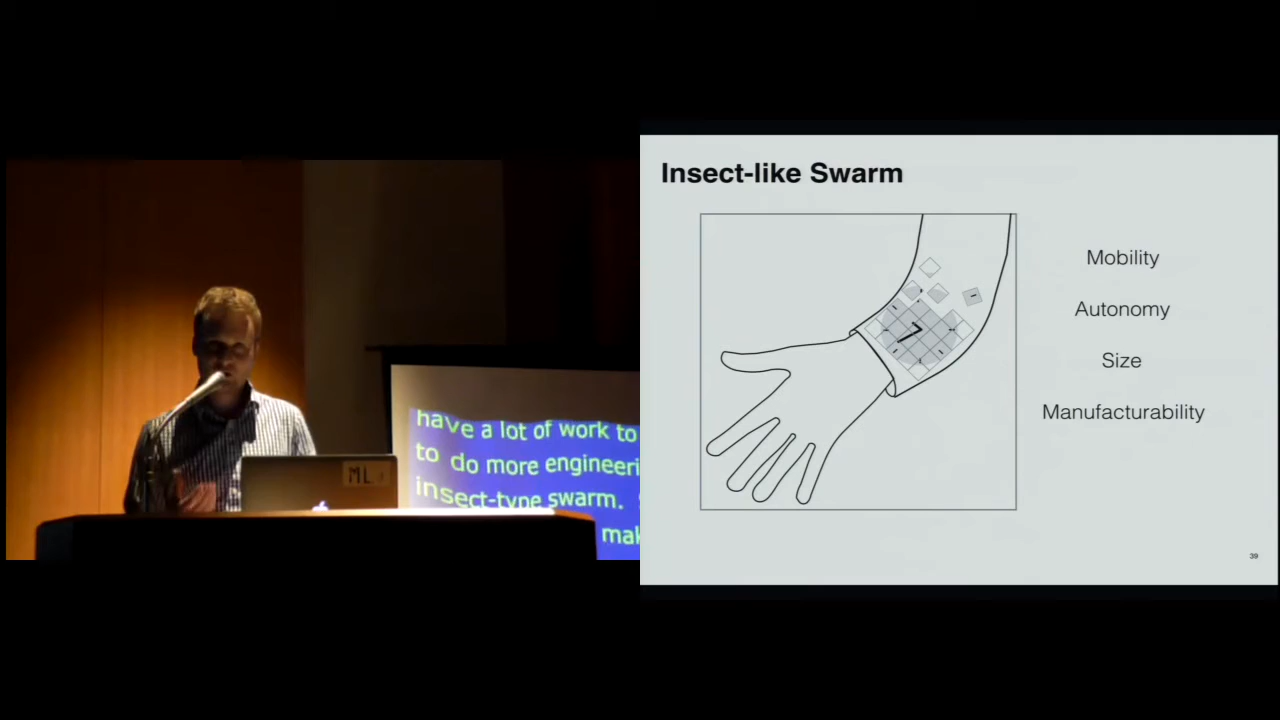 Insect-like Swarm
Mobility
Autonomy
Size
Manufacturability
39
have a lot of work to
to do more engineeri
insect-type swarm.
mak
ML